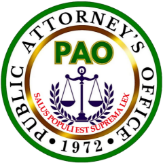 PUBLIC ATTORNEY'S OFFICE
PAO
SALUS POPULI EST SUPREMA LEX
• 1972 •